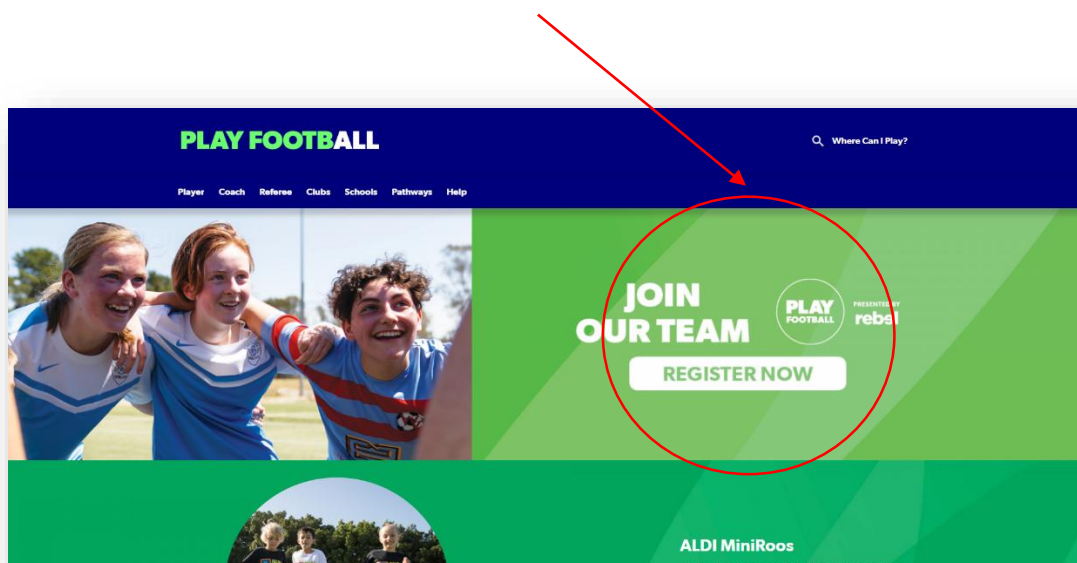 PLAY FOOTBALL
Where Can I Play?
Player Coach Referee Clubs Schools Pathways Help
JOIN
OUR TEAM
PLAY
FOOTBALL
PRESENTED BY
rebel
REGISTER NOW
ALDI MiniRoos